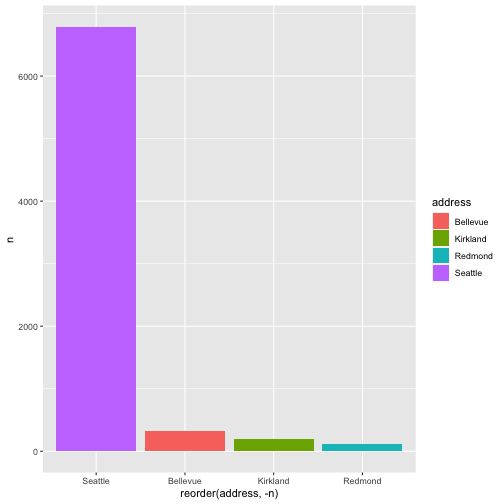 6000
4000
2000
0
n
Seattle
Bellevue
Kirkland
Redmond
reorder(address, -n)
address
Bellevue
Kirkland
Redmond
Seattle